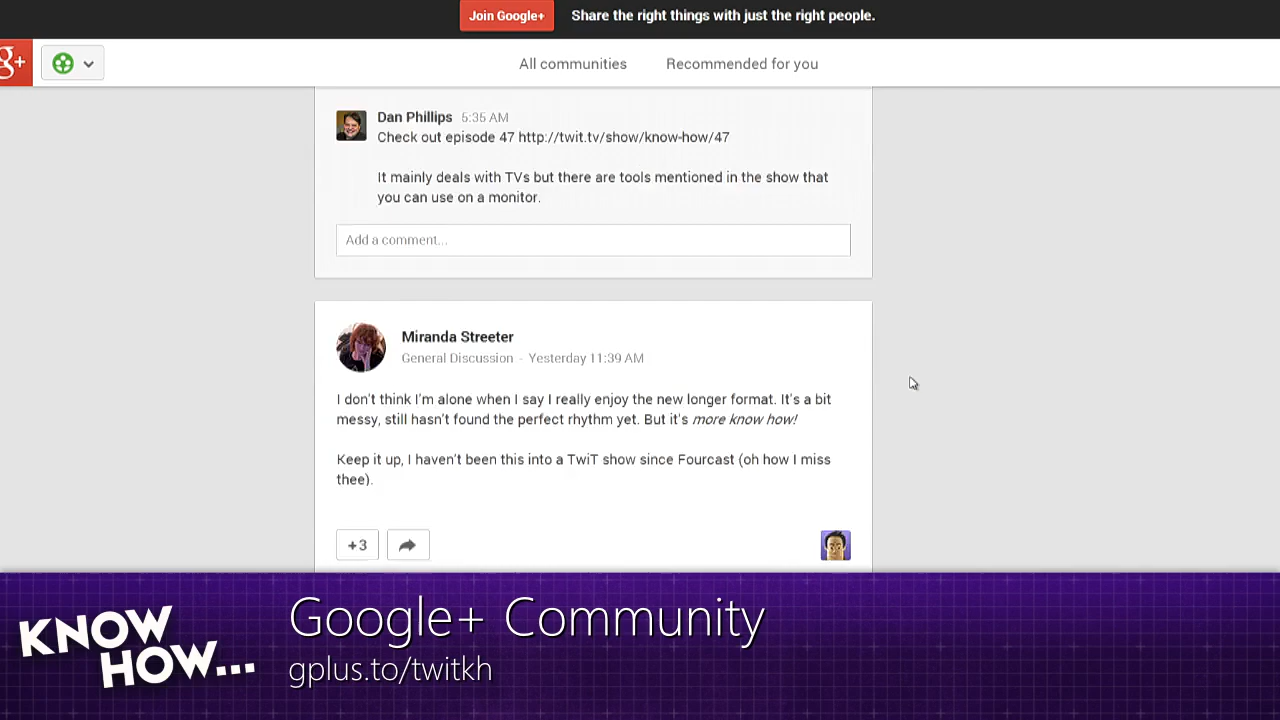 Join Google+ Share the right things with just the right people.
g+ All communities Recommended for you
Dan Phillips 5:35 AM
Check out episode 47 http://twit.tv/show/know-how/47
It mainly deals with TVs but there are tools mentioned in the show that
you can use on a monitor.
Add a comment...
Miranda Streeter
General Discussion - Yesterday 11:39 AM
I don't think I'm alone when I say I really enjoy the new longer format. It's a bit
messy, still hasn't found the perfect rhythm yet. But it's more know how!
Keep it up, I haven't been this into a TwiT show since Fourcast (oh how I miss
thee).
+3
KNOW
HOW...
Google+ Community
gplus.to/twitkh